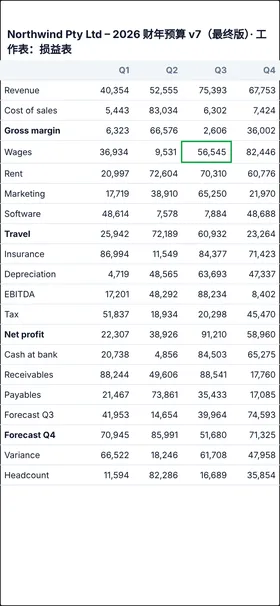 Northwind Pty Ltd – 2026 财年预算 v7（最终版）· 工
作表：损益表
Q1 Q2 Q3 Q4
Revenue 40,354 52,555 75,393 67,753
Cost of sales 5,443 83,034 6,302 7,424
Gross margin 6,323 66,576 2,606 36,002
Wages 36,934 9,531 56,545 82,446
Rent 20,997 72,604 70,310 60,776
Marketing 17,719 38,910 65,250 21,970
Software 48,614 7,578 7,884 48,688
Travel 25,942 72,189 60,932 23,264
Insurance 86,994 11,549 84,377 71,423
Depreciation 4,719 48,565 63,693 47,337
EBITDA 17,201 48,292 88,234 8,402
Tax 51,837 18,934 20,298 45,470
Net profit 22,307 38,926 91,210 58,960
Cash at bank 20,738 4,856 84,503 65,275
Receivables 88,244 49,606 88,541 17,760
Payables 21,467 73,861 35,433 17,085
Forecast Q3 41,953 14,654 39,964 74,593
Forecast Q4 70,945 85,991 51,680 71,325
Variance 66,522 18,246 61,708 47,958
Headcount 11,594 82,286 16,689 35,854